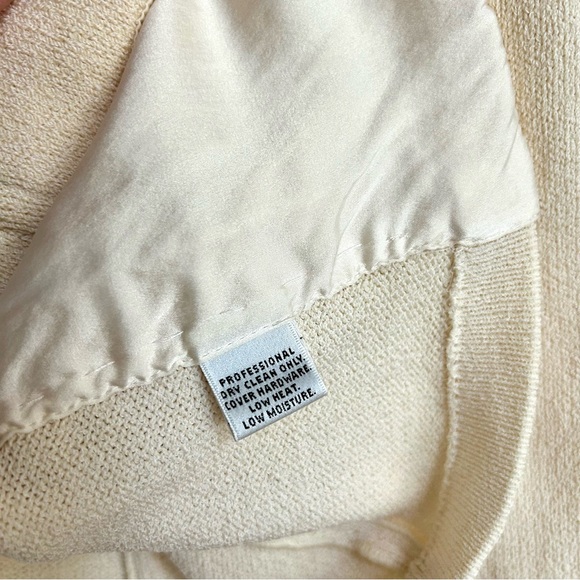 PROFESSIONAL
DRY CLEAN ONLY.
COVER HARDWARE.
LOW HEAT.
LOW MOISTURE.